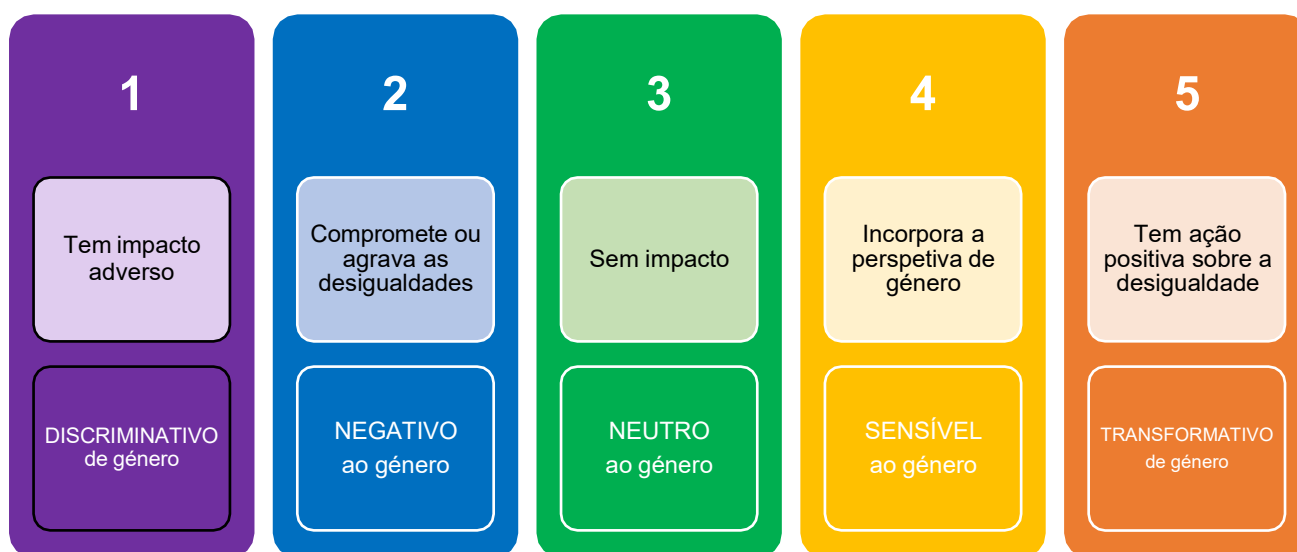 1
Tem impacto
adverso
DISCRIMINATIVO
de género
2
Compromete ou
agrava as
desigualdades
NEGATIVO
ao género
3
Sem impacto
NEUTRO
ao género
4
Incorpora a
perspetiva de
género
SENSÍVEL
ao género
5
Tem ação
positiva sobre a
desigualdade
TRANSFORMATIVO
de género